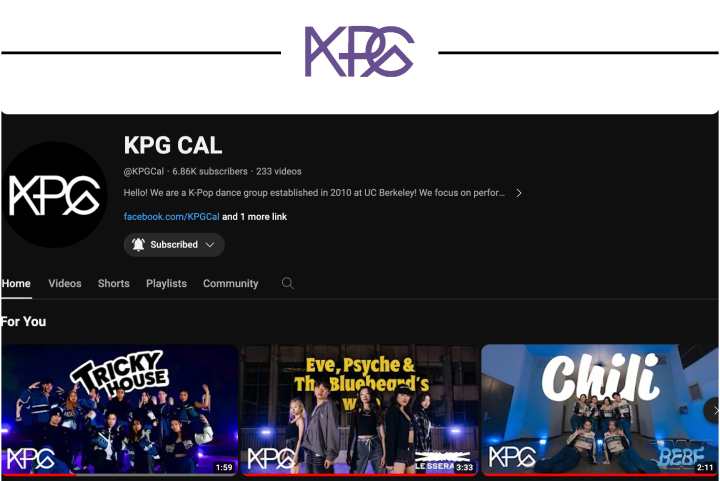 KPG
KPG CAL
@KPGCal · 6.86K subscribers · 233 videos
Hello! We are a K-Pop dance group established in 2010 at UC Berkeley! We focus on perfor...
facebook.com/KPGCal and 1 more link
Subscribed
KPG
Home Videos Shorts Playlists Community
For You
TRICKY
HOUSE
KPG
1:59
Eve, Psyche &
The Bluebeard's
wife
KPG
LE SSERA
3:33
Chili
KPG
BEBE
2:11